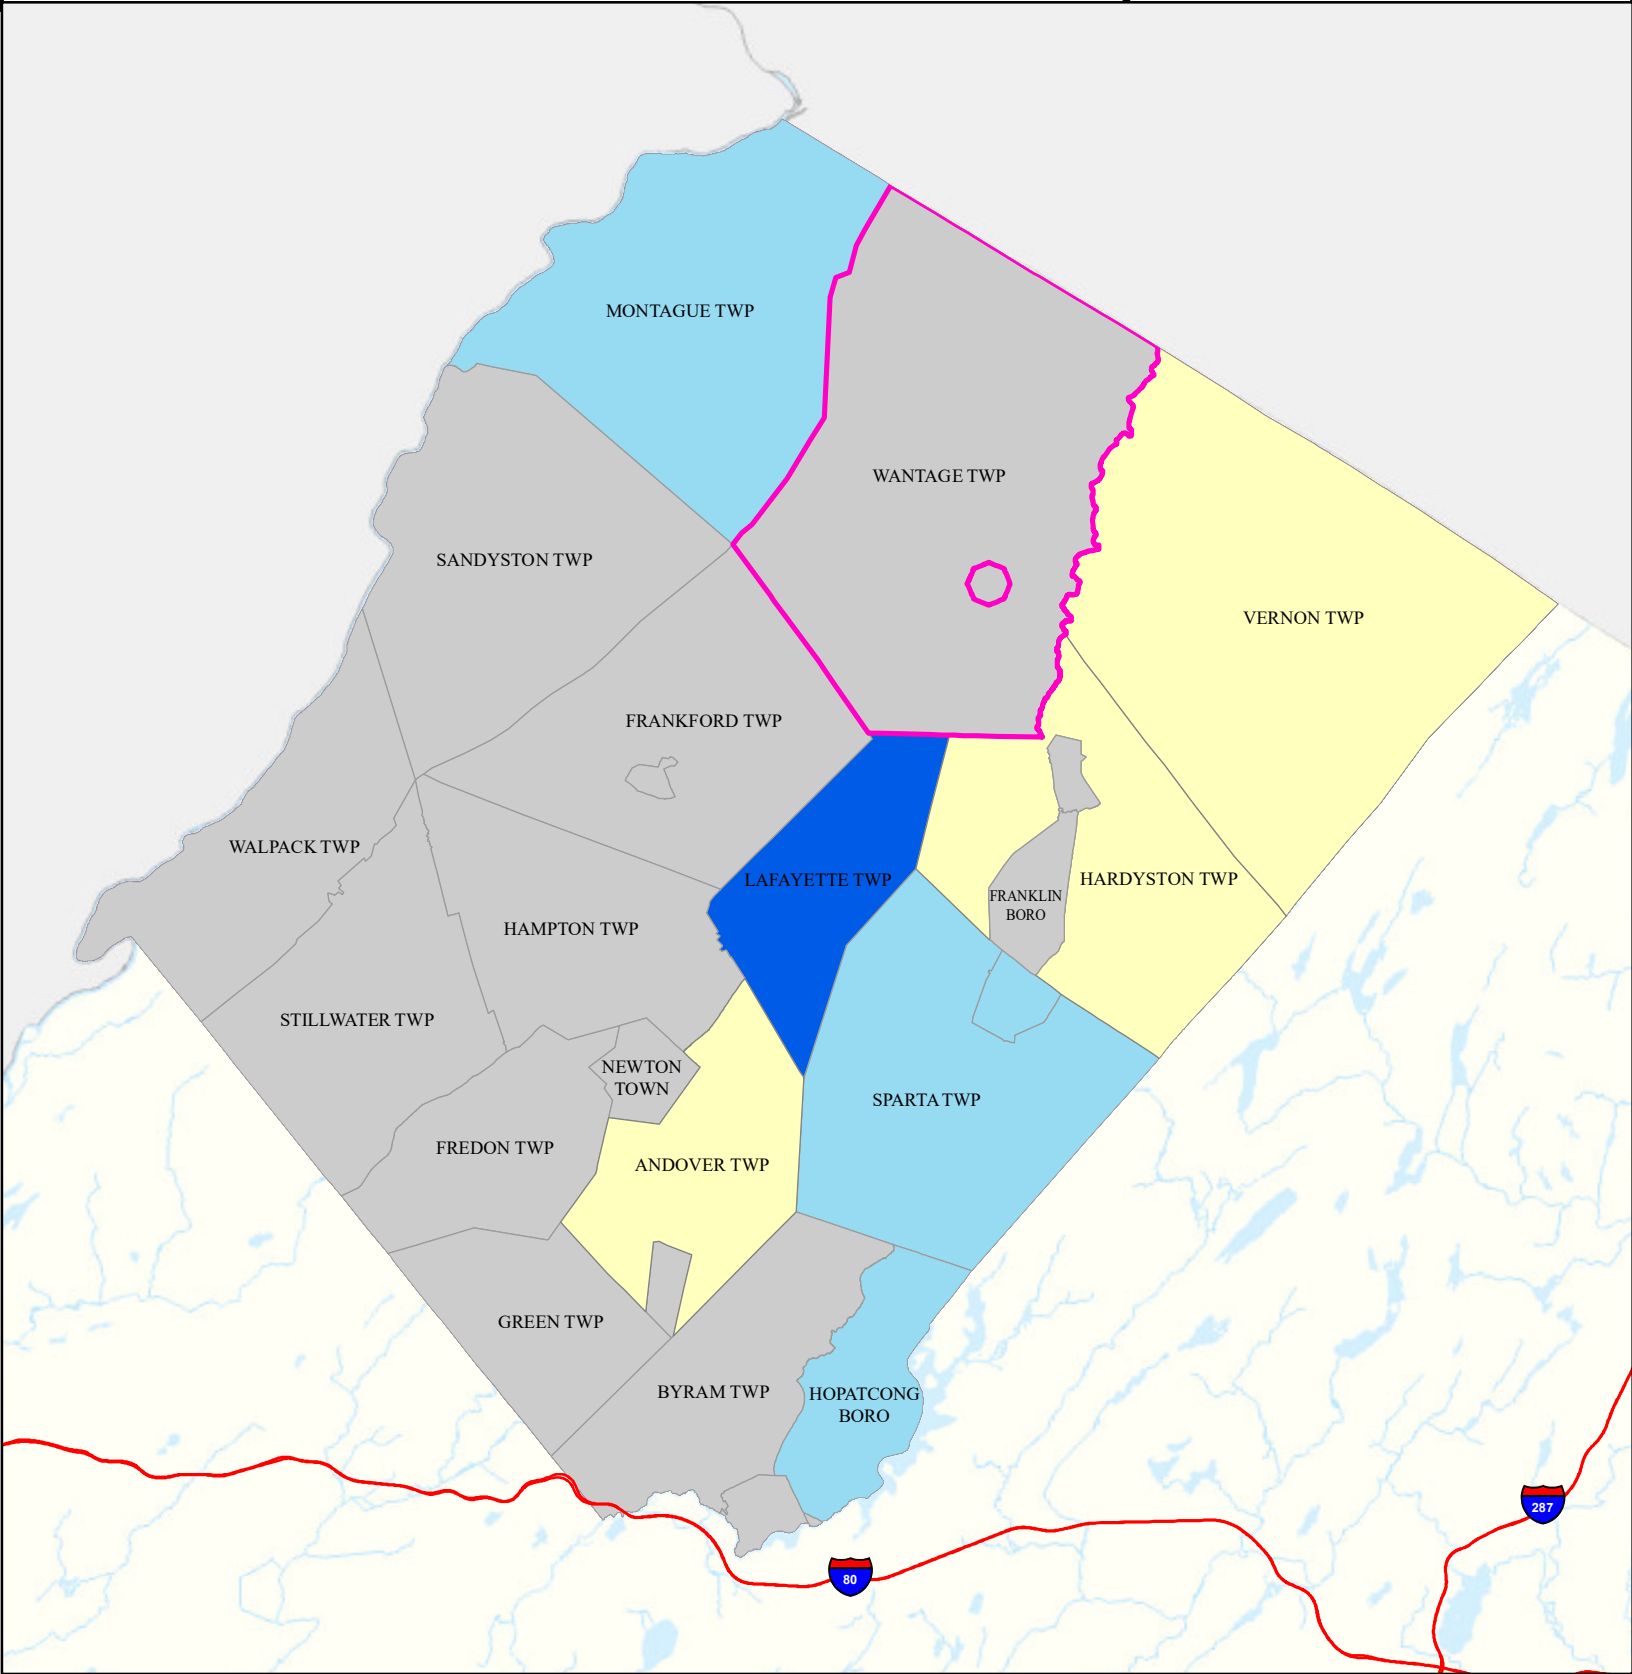 MONTAGUE TWP
WANTAGE TWP
SANDYSTON TWP
VERNON TWP
FRANKFORD TWP
WALPACK TWP
LAFAYETTE TWP
HARDYSTON TWP
FRANKLIN
BORO
HAMPTON TWP
STILLWATER TWP
NEWTON
TOWN
SPARTA TWP
FREDON TWP
ANDOVER TWP
GREEN TWP
BYRAM TWP
HOPATCONG
BORO
287
80